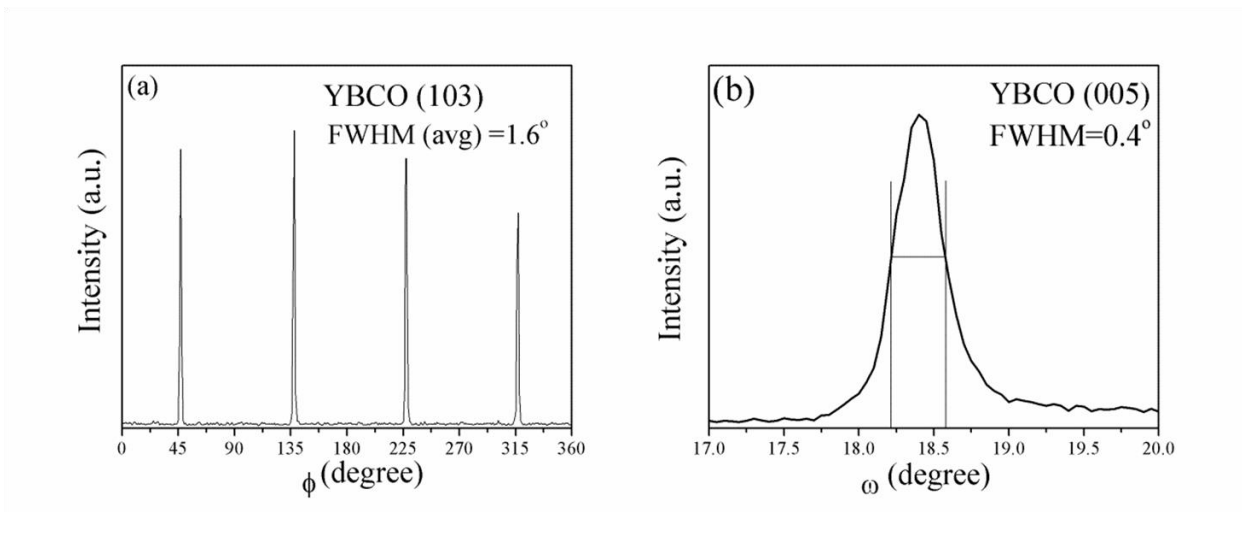 (a)
YBCO (103)
FWHM (avg) =1.6°
Intensity (a.u.)
0 45 90 135 180 225 270 315 360
ϕ (degree)
(b)
YBCO (005)
FWHM=0.4°
Intensity (a.u.)
17.0 17.5 18.0 18.5 19.0 19.5 20.0
ω (degree)